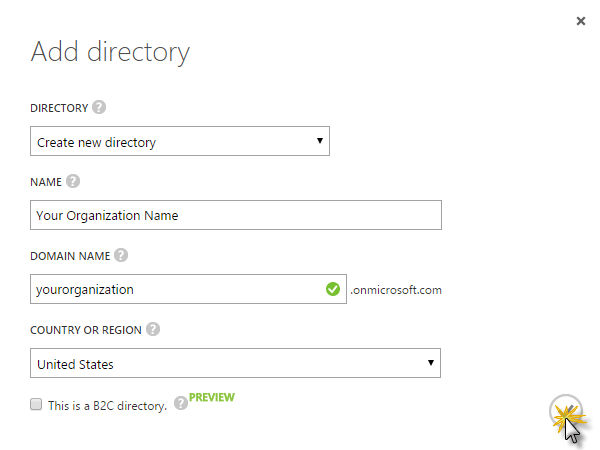 Add directory
DIRECTORY ?
Create new directory
NAME ?
Your Organization Name
DOMAIN NAME ?
yourorganization .onmicrosoft.com
COUNTRY OR REGION ?
United States
This is a B2C directory. ? PREVIEW